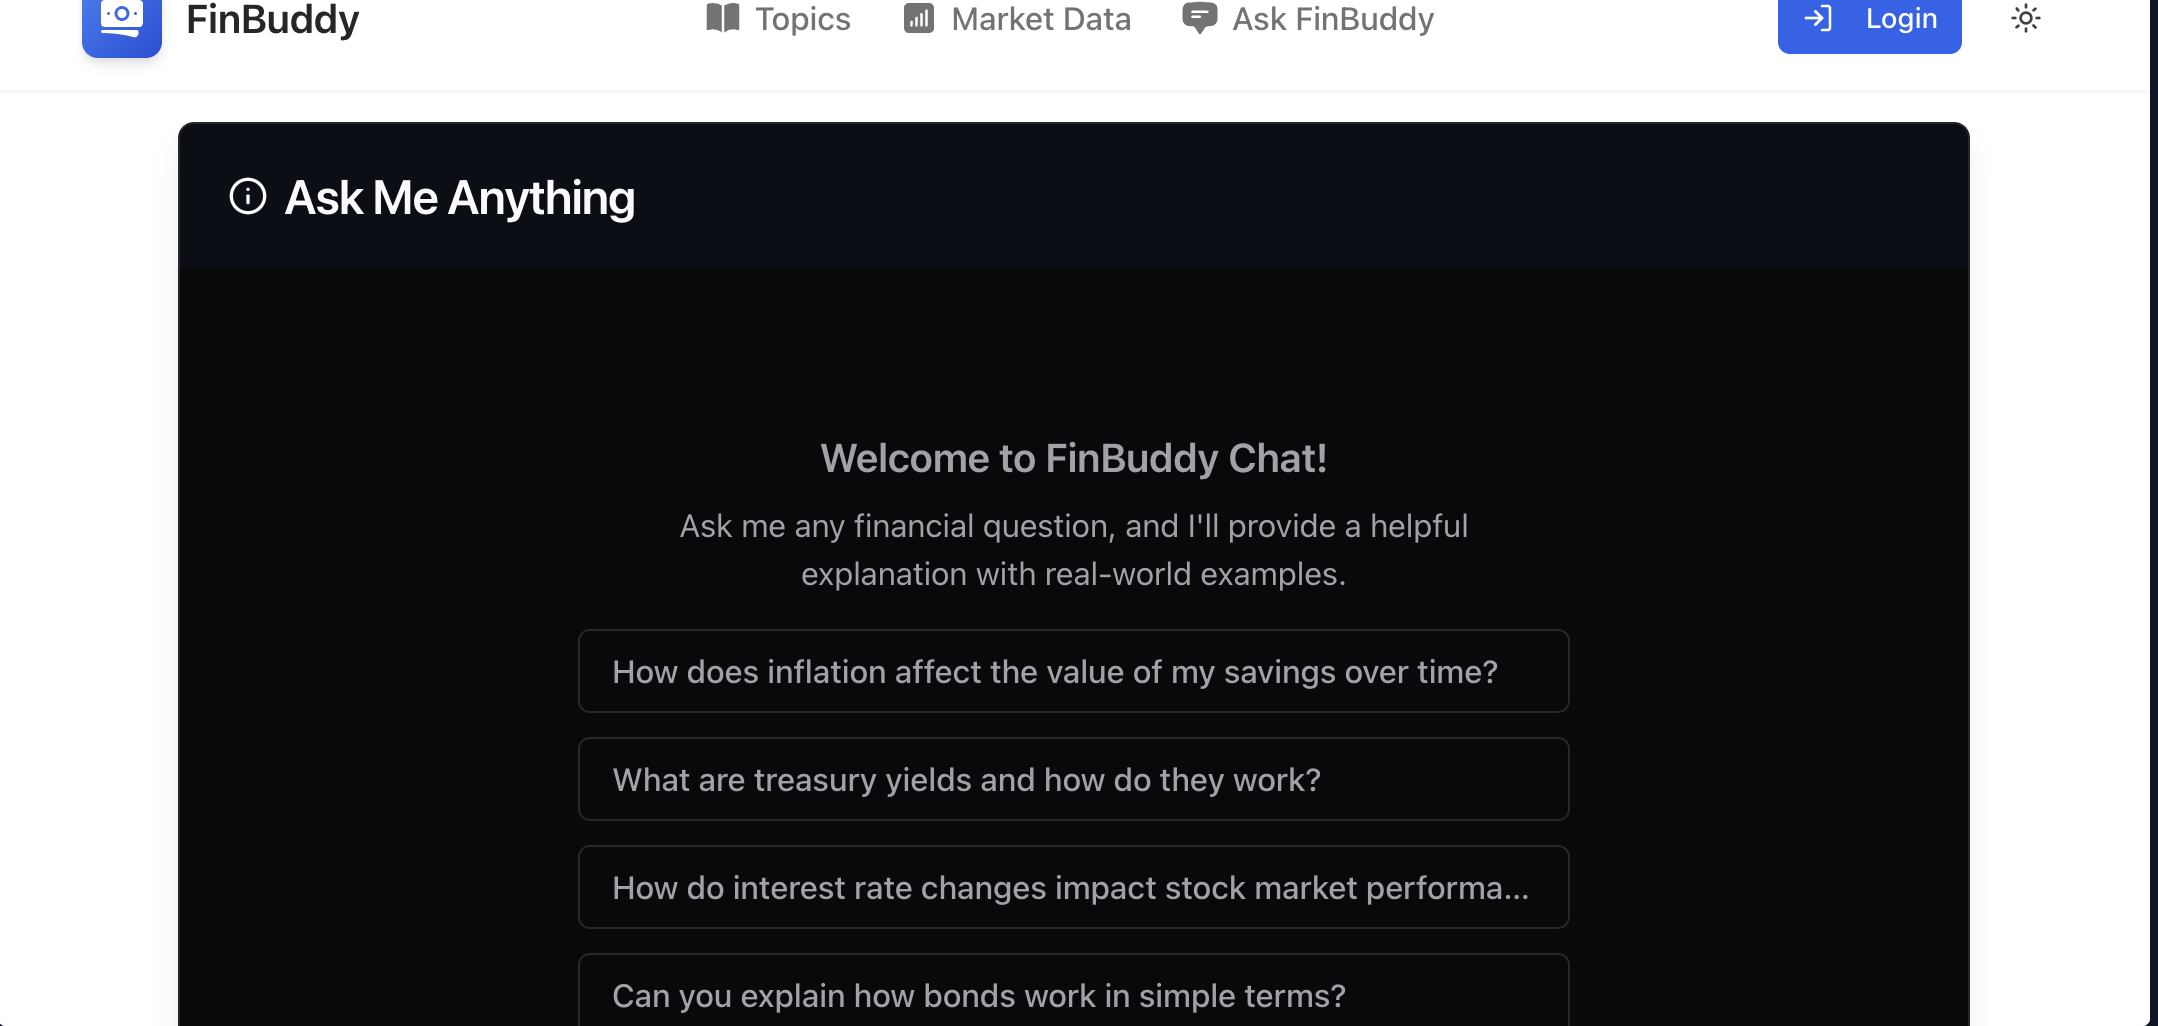 FinBuddy
Topics
Market Data
Ask FinBuddy
Login
Ask Me Anything
Welcome to FinBuddy Chat!
Ask me any financial question, and I'll provide a helpful
explanation with real-world examples.
How does inflation affect the value of my savings over time?
What are treasury yields and how do they work?
How do interest rate changes impact stock market performa...
Can you explain how bonds work in simple terms?